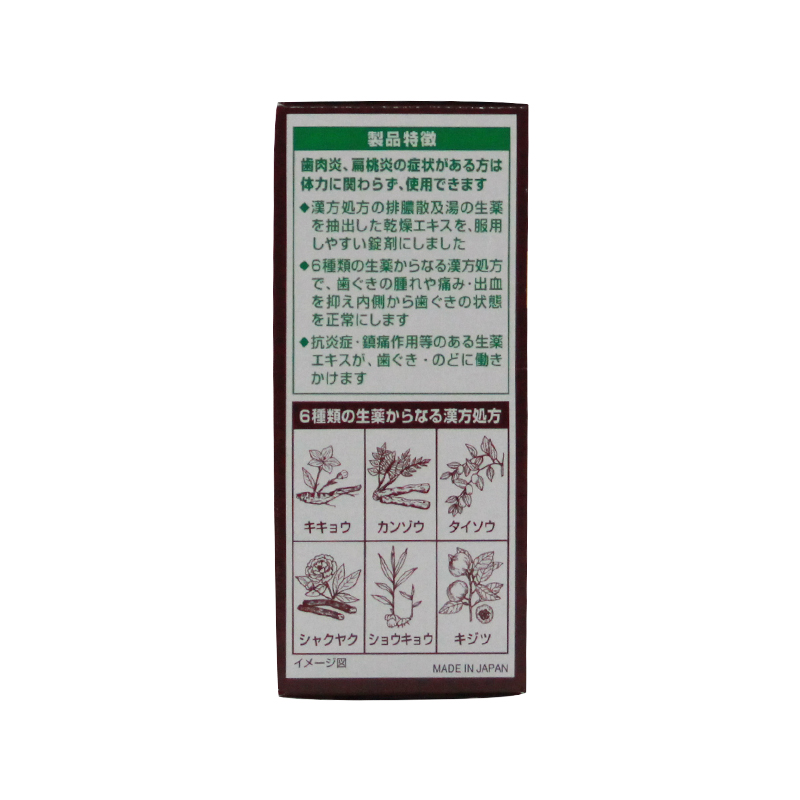 製品特徴
歯肉炎、扁桃炎の症状がある方は
体力に関わらず、使用できます
◆漢方処方の排膿散及湯の生薬
を抽出した乾燥エキスを、服用
しやすい錠剤にしました
◆6種類の生薬からなる漢方処方
で、歯ぐきの腫れや痛み・出血
を抑え内側から歯ぐきの状態
を正常にします
◆抗炎症・鎮痛作用等のある生薬
エキスが、歯ぐき・のどに働き
かけます
6種類の生薬からなる漢方処方
キキョウ カンゾウ タイソウ
シャクヤク ショウキョウ キジツ
イメージ図
MADE IN JAPAN